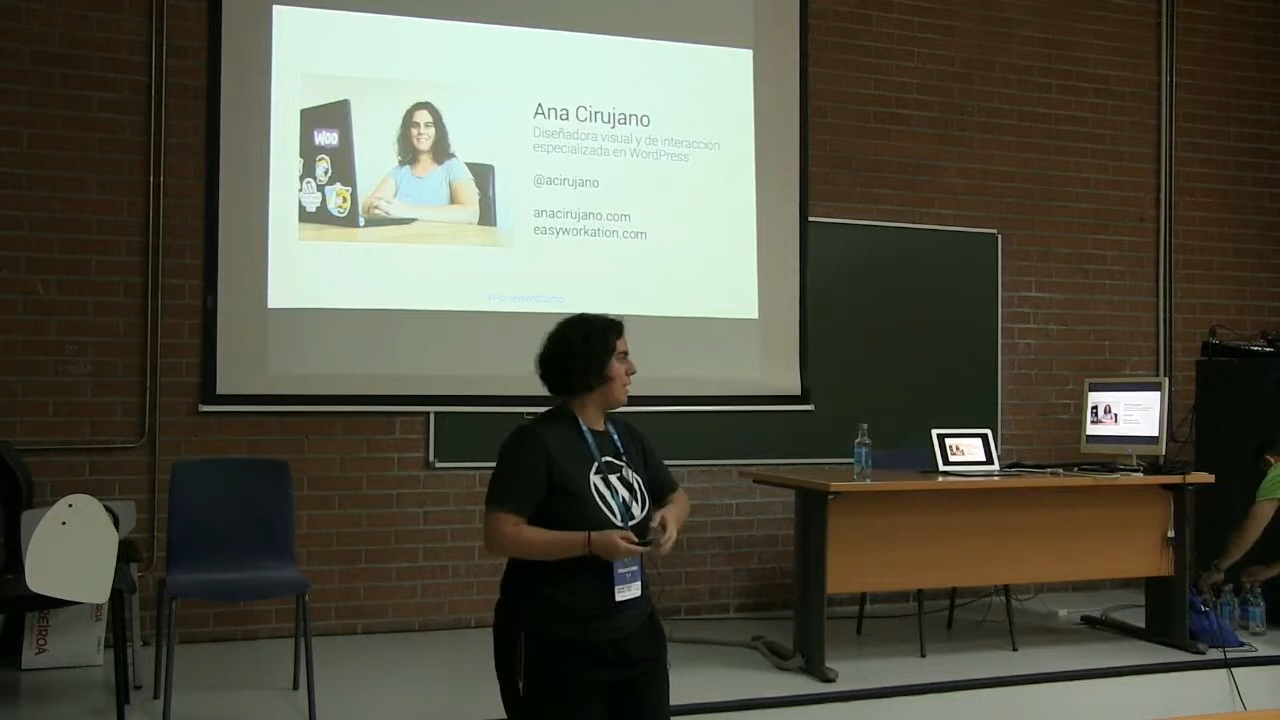 Ana Cirujano
Diseñadora visual y de interacción
especializada en WordPress
@acirujano
anacirujano.com
easyworkation.com
WOO
W